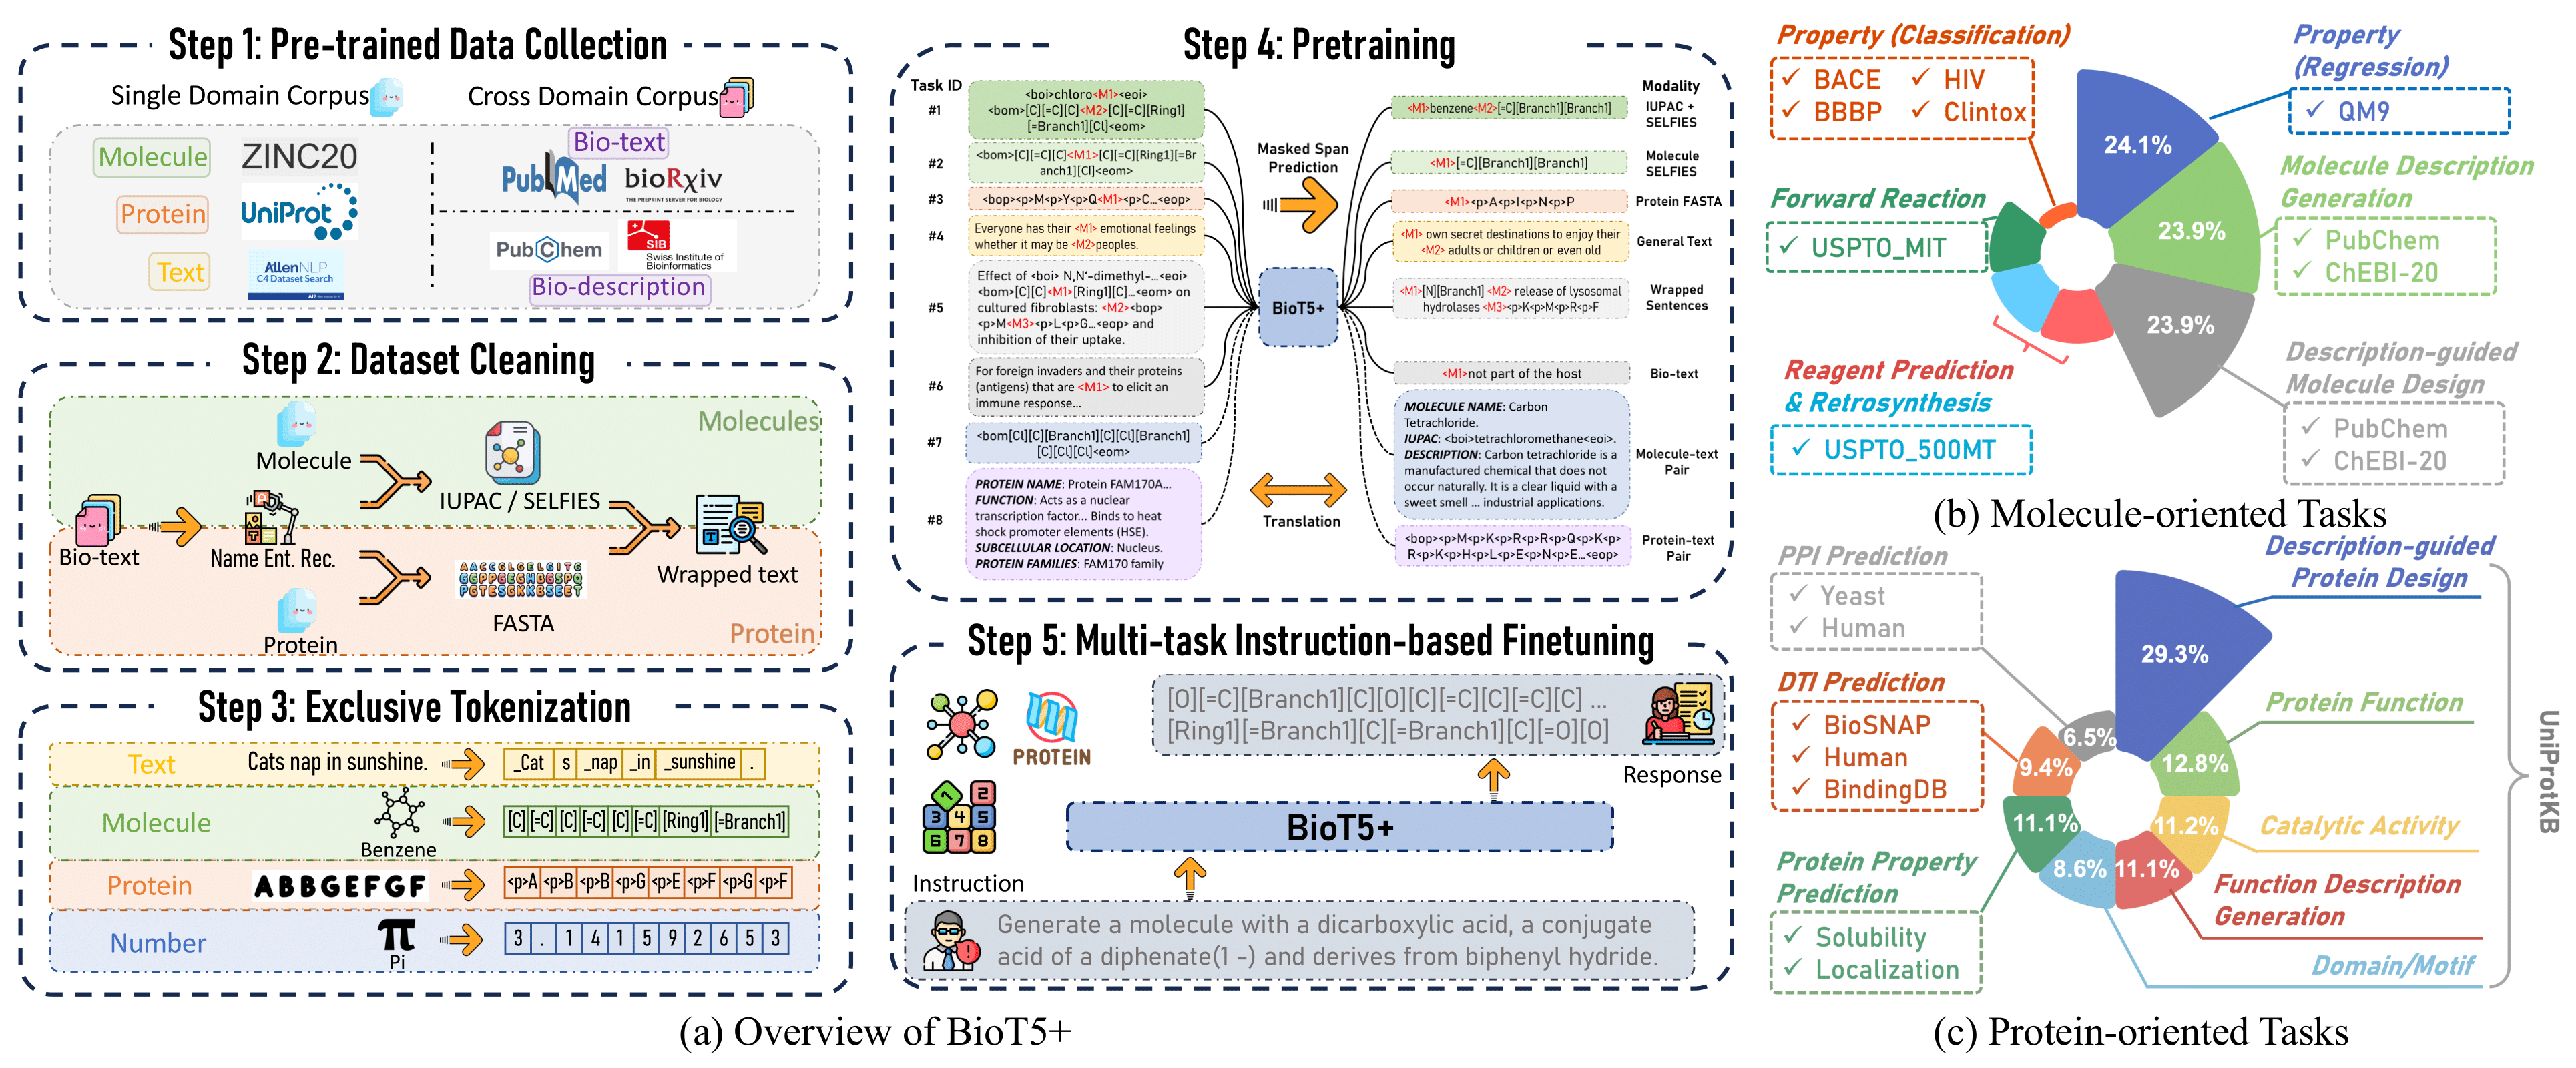 Step 1: Pre-trained Data Collection
Single Domain Corpus
Cross Domain Corpus
Molecule
ZINC20
Protein
UniProt
Text
AllenNLP
C4 Dataset Search
Bio-text
PubMed
bioRxiv
THE PREPRINT SERVER FOR BIOLOGY
PubChem
SIB
Swiss Institute of
Bioinformatics
Bio-description
Step 2: Dataset Cleaning
Molecules
Molecule
IUPAC / SELFIES
Bio-text
Name Ent. Rec.
Wrapped text
FASTA
Protein
Protein
Step 3: Exclusive Tokenization
Text
Cats nap in sunshine.
_Cat s _nap _in _sunshine .
Molecule
Benzene
[C] [=C] [C] [=C] [C] [=C] [Ring1] [=Branch1]
Protein
ABBGEFGF
<p>A <p>B <p>B <p>G <p>E <p>F <p>G <p>F
Number
π
Pi
3 . 1 4 1 5 9 2 6 5 3
Step 4: Pretraining
Task ID
Modality
#1
<boi>chloro<M1><eoi>
<bom>[C][=C][C]<M2>[C][=C][Ring1]
[=Branch1][Cl]<eom>
<M1>benzene<M2>[=C][Branch1][Branch1]
IUPAC +
SELFIES
#2
<bom>[C][=C][C]<M1>[C][=C][Ring1][=Br
anch1][Cl]<eom>
<M1>[=C][Branch1][Branch1]
Molecule
SELFIES
#3
<bop><p>M<p>Y<p>Q<M1><p>C...<eop>
<M1><p>A<p>I<p>N<p>P
Protein FASTA
#4
Everyone has their <M1> emotional feelings
whether it may be <M2>peoples.
<M1> own secret destinations to enjoy their
<M2> adults or children or even old
General Text
#5
Effect of <boi> N,N'-dimethyl-...<eoi>
<bom>[C][C]<M1>[Ring1][C]...<eom> on
cultured fibroblasts: <M2><bop>
<p>M<M3><p>L<p>G...<eop> and
inhibition of their uptake.
<M1>[N][Branch1] <M2> release of lysosomal
hydrolases <M3><p>K<p>M<p>R<p>F
Wrapped
Sentences
#6
For foreign invaders and their proteins
(antigens) that are <M1> to elicit an
immune response...
<M1>not part of the host
Bio-text
#7
<bom[Cl][C][Branch1][C][Cl][Branch1]
[C][Cl][Cl]<eom>
MOLECULE NAME: Carbon
Tetrachloride.
IUPAC: <boi>tetrachloromethane<eoi>.
DESCRIPTION: Carbon tetrachloride is a
manufactured chemical that does not
occur naturally. It is a clear liquid with a
sweet smell ... industrial applications.
Molecule-text
Pair
#8
PROTEIN NAME: Protein FAM170A...
FUNCTION: Acts as a nuclear
transcription factor... Binds to heat
shock promoter elements (HSE).
SUBCELLULAR LOCATION: Nucleus.
PROTEIN FAMILIES: FAM170 family
<bop><p>M<p>K<p>R<p>R<p>Q<p>K<p>
R<p>K<p>H<p>L<p>E<p>N<p>E...<eop>
Protein-text
Pair
Masked Span
Prediction
BioT5+
Translation
Step 5: Multi-task Instruction-based Finetuning
PROTEIN
1 2
3 4 5
6 7 8
[O][=C][Branch1][C][O][C][=C][C][=C][C] ...
[Ring1][=Branch1][C][=Branch1][C][=O][O]
Response
BioT5+
Instruction
Generate a molecule with a dicarboxylic acid, a conjugate
acid of a diphenate(1 -) and derives from biphenyl hydride.
(a) Overview of BioT5+
Property (Classification)
✓ BACE ✓ HIV
✓ BBBP ✓ Clintox
Property
(Regression)
✓ QM9
Forward Reaction
✓ USPTO_MIT
Molecule Description
Generation
✓ PubChem
✓ ChEBI-20
24.1%
23.9%
23.9%
Reagent Prediction
& Retrosynthesis
✓ USPTO_500MT
Description-guided
Molecule Design
✓ PubChem
✓ ChEBI-20
(b) Molecule-oriented Tasks
PPI Prediction
✓ Yeast
✓ Human
Description-guided
Protein Design
DTI Prediction
✓ BioSNAP
✓ Human
✓ BindingDB
Protein Function
Catalytic Activity
Protein Property
Prediction
✓ Solubility
✓ Localization
Function Description
Generation
Domain/Motif
UniProtKB
29.3%
12.8%
11.2%
11.1%
8.6%
11.1%
9.4%
6.5%
(c) Protein-oriented Tasks